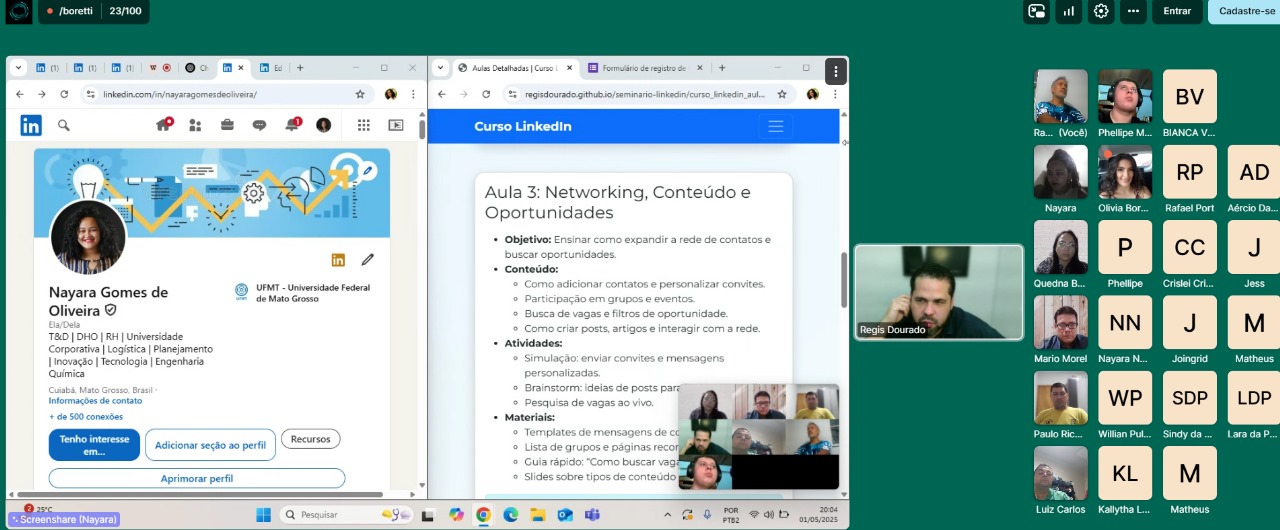 /boretti 23/100
Entrar
Cadastre-se
(1)
(1)
(1)
W
Ch
Ed
linkedin.com/in/nayaragomesdeoliveira/
Aulas Detalhadas | Curso L
Formulário de registro de
regisdourado.github.io/seminario-linkedin/curso_linkedin_aul...
in
1
Nayara Gomes de
Oliveira
Ela/Dela
T&D | DHO | RH | Universidade
Corporativa | Logística | Planejamento
| Inovação | Tecnologia | Engenharia
Química
Cuiabá, Mato Grosso, Brasil ·
Informações de contato
+ de 500 conexões
in
UFMT - Universidade Federal
de Mato Grosso
Tenho interesse
em...
Adicionar seção ao perfil
Recursos
Aprimorar perfil
Curso LinkedIn
Aula 3: Networking, Conteúdo e
Oportunidades
• Objetivo: Ensinar como expandir a rede de contatos e
buscar oportunidades.
• Conteúdo:
Como adicionar contatos e personalizar convites.
Participação em grupos e eventos.
Busca de vagas e filtros de oportunidade.
Como criar posts, artigos e interagir com a rede.
• Atividades:
Simulação: enviar convites e mensagens
personalizadas.
Brainstorm: ideias de posts para
Pesquisa de vagas ao vivo.
• Materiais:
Templates de mensagens de co
Lista de grupos e páginas recor
Guia rápido: "Como buscar vaga
Slides sobre tipos de conteúdo
2
25°C
Screenshare (Nayara)
Pesquisar
POR
PTB2
20:04
01/05/2025
Regis Dourado
BV
Ra... (Você)
Phellipe M...
BIANCA V...
RP
AD
Nayara
Olivia Bor...
Rafael Port
Aércio Da...
P
CC
J
Quedna B...
Phellipe
Crislei Cri...
Jess
NN
J
M
Mario Morel
Nayara N...
Joingrid
Matheus
WP
SDP
LDP
Paulo Ric...
Willian Pul...
Sindy da ...
Lara da P...
KL
M
Luiz Carlos
Kallytha L...
Matheus